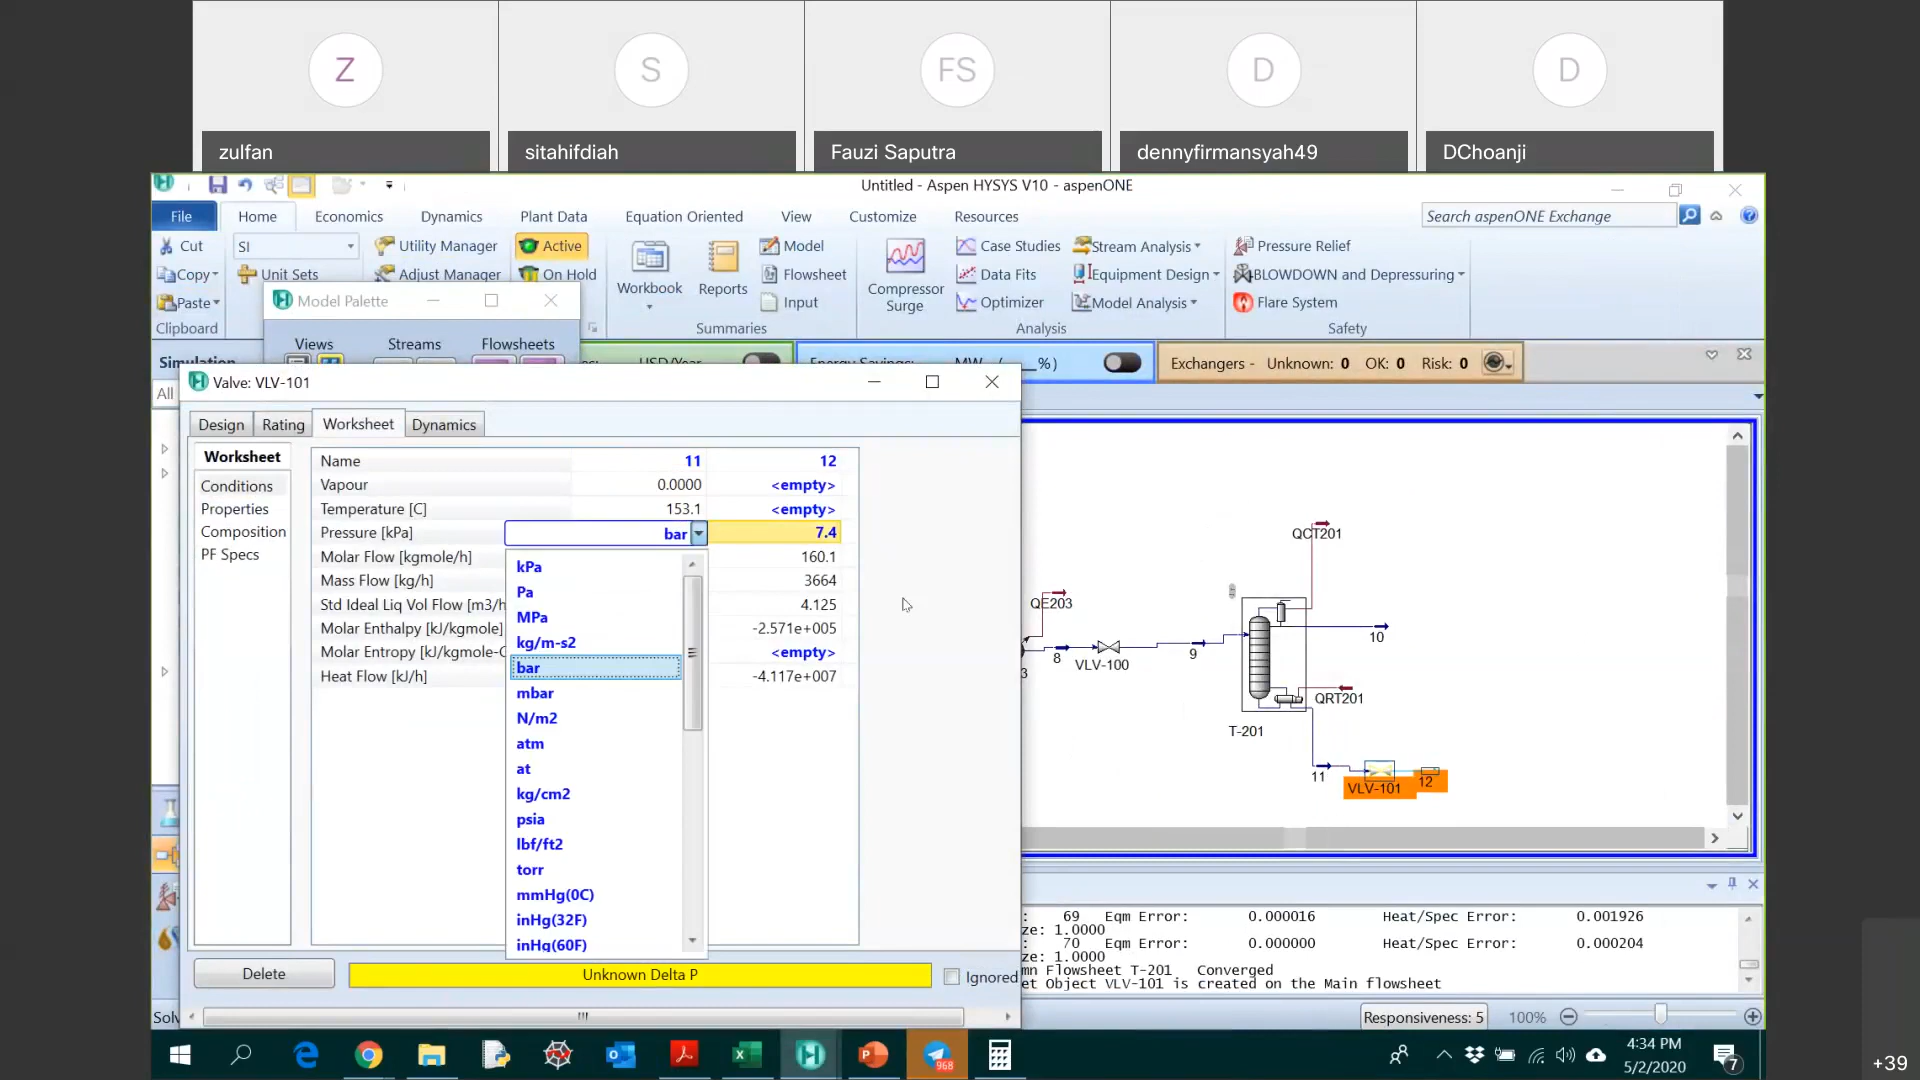 Z
S
FS
D
D
zulfan
sitahifdiah
Fauzi Saputra
dennyfirmansyah49
DChoanji
Untitled - Aspen HYSYS V10 - aspenONE
File
Home
Economics
Dynamics
Plant Data
Equation Oriented
View
Customize
Resources
Search aspenONE Exchange
Cut
SI
Utility Manager
Active
Model
Case Studies
Stream Analysis
Pressure Relief
Copy
Unit Sets
Adjust Manager
On Hold
Workbook
Reports
Flowsheet
Compressor Surge
Data Fits
Equipment Design
BLOWDOWN and Depressuring
Paste
Model Palette
Input
Optimizer
Model Analysis
Flare System
Clipboard
Summaries
Analysis
Safety
Views
Streams
Flowsheets
Simulation
USD/Year
Energy Savings:
MW
%)
Exchangers - Unknown: 0 OK: 0 Risk: 0
All
Valve: VLV-101
Design
Rating
Worksheet
Dynamics
Worksheet
Conditions
Properties
Composition
PF Specs
Name 11 12
Vapour 0.0000 <empty>
Temperature [C] 153.1 <empty>
Pressure [kPa] bar 7.4
Molar Flow [kgmole/h] 160.1
Mass Flow [kg/h] 3664
Std Ideal Liq Vol Flow [m3/h 4.125
Molar Enthalpy [kJ/kgmole] -2.571e+005
Molar Entropy [kJ/kgmole-C <empty>
Heat Flow [kJ/h] -4.117e+007
kPa
Pa
MPa
kg/m-s2
bar
mbar
N/m2
atm
at
kg/cm2
psia
lbf/ft2
torr
mmHg(0C)
inHg(32F)
inHg(60F)
Delete
Unknown Delta P
Ignored
QCT201
QE203
10
8
VLV-100
9
3
QRT201
T-201
11
VLV-101
12
: 69 Eqm Error: 0.000016 Heat/Spec Error: 0.001926
ze: 1.0000
: 70 Eqm Error: 0.000000 Heat/Spec Error: 0.000204
ze: 1.0000
mn Flowsheet T-201 Converged
et Object VLV-101 is created on the Main flowsheet
Solv
Responsiveness: 5
100%
968
4:34 PM
5/2/2020
7
+39